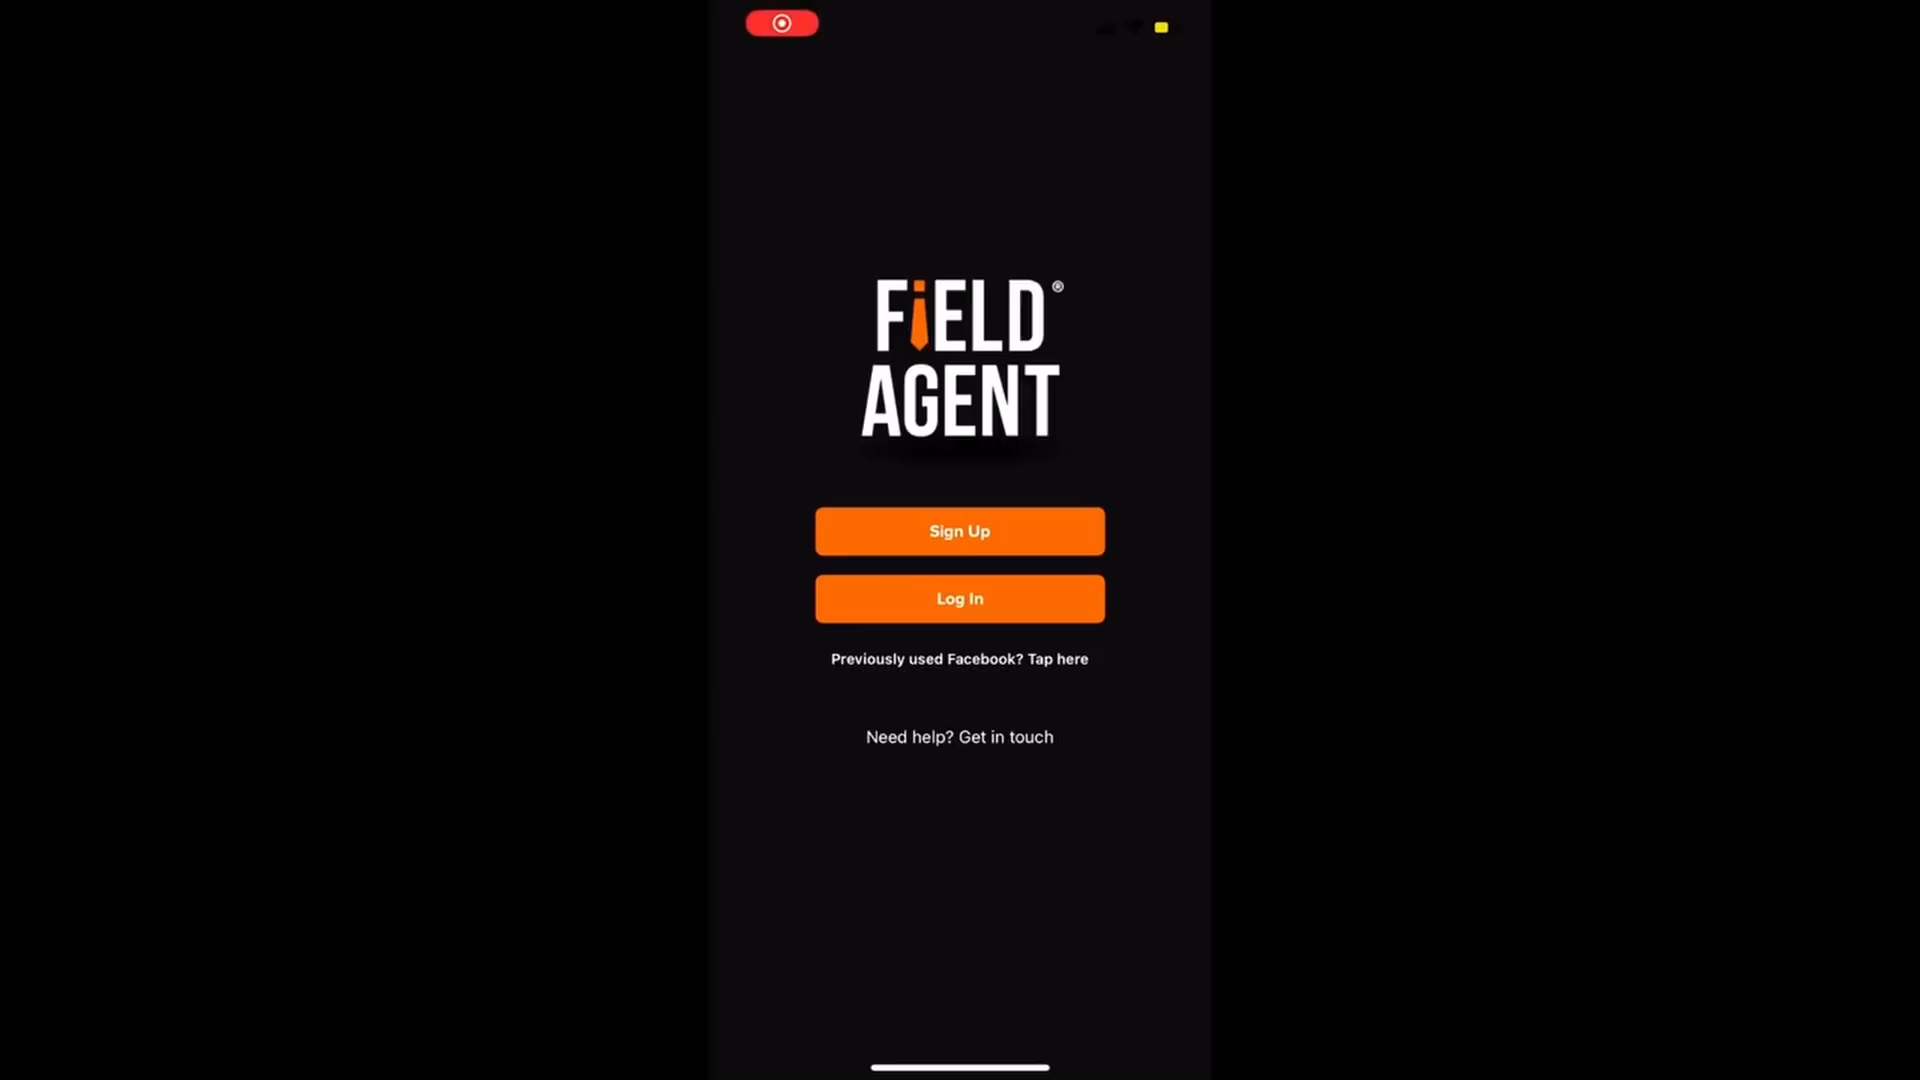 FiELD®
AGENT
Sign Up
Log In
Previously used Facebook? Tap here
Need help? Get in touch